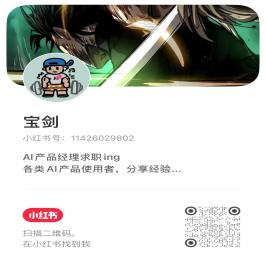 宝剑
小红书号：11426029802
AI产品经理求职ing
各类AI产品使用者，分享经验...
小红书
扫描二维码，
在小红书找到我